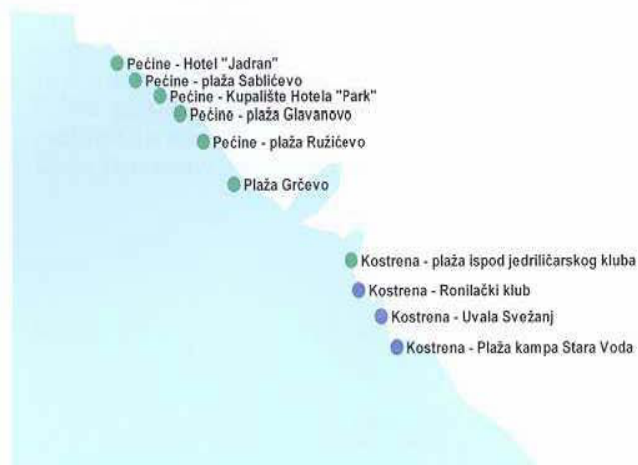 Pećine - Hotel "Jadran"
Pećine - plaža Sablićevo
Pećine - Kupalište Hotela "Park"
Pećine - plaža Glavanovo
Pećine - plaža Ružićevo
Plaža Grčevo
Kostrena - plaža ispod jedriličarskog kluba
Kostrena - Ronilački klub
Kostrena - Uvala Svežanj
Kostrena - Plaža kampa Stara Voda